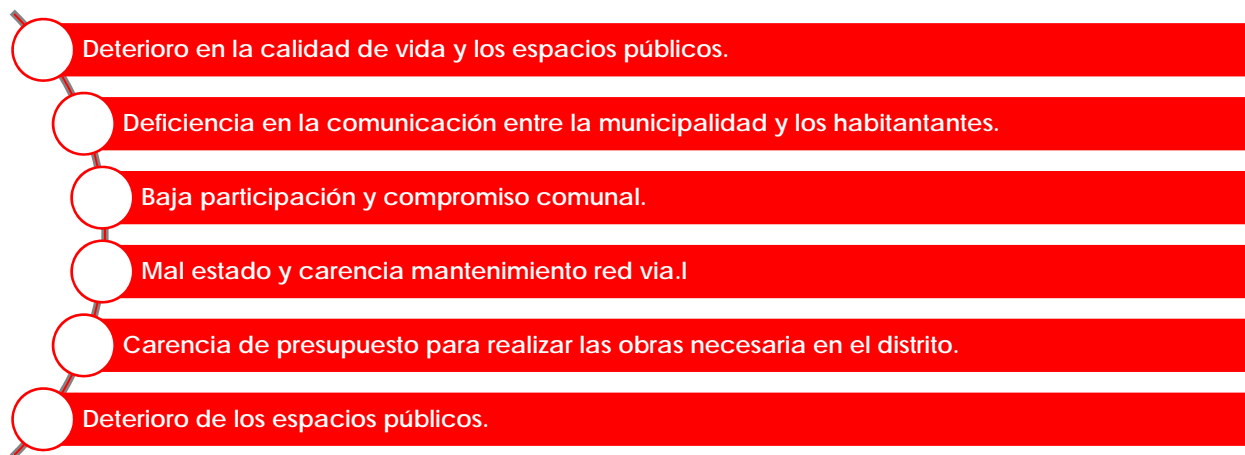 Deterioro en la calidad de vida y los espacios públicos.
Deficiencia en la comunicación entre la municipalidad y los habitantantes.
Baja participación y compromiso comunal.
Mal estado y carencia mantenimiento red via.l
Carencia de presupuesto para realizar las obras necesaria en el distrito.
Deterioro de los espacios públicos.